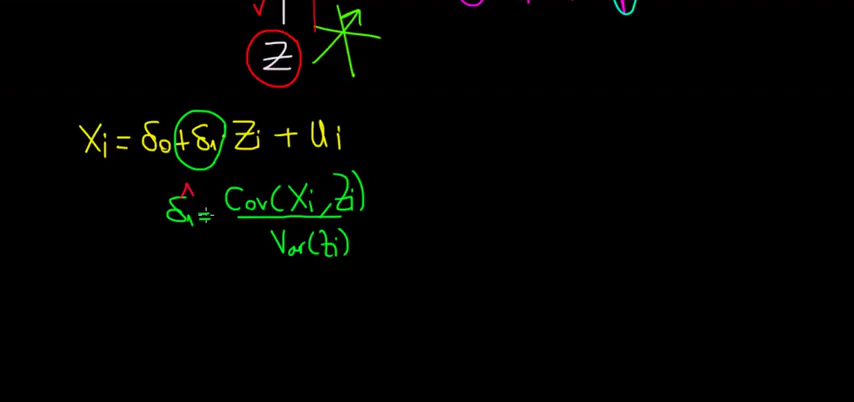 Z
Xi = δ0 + δ1 Zi + Ui
δ̂1 = Cov(Xi, Zi)
Var(Zi)